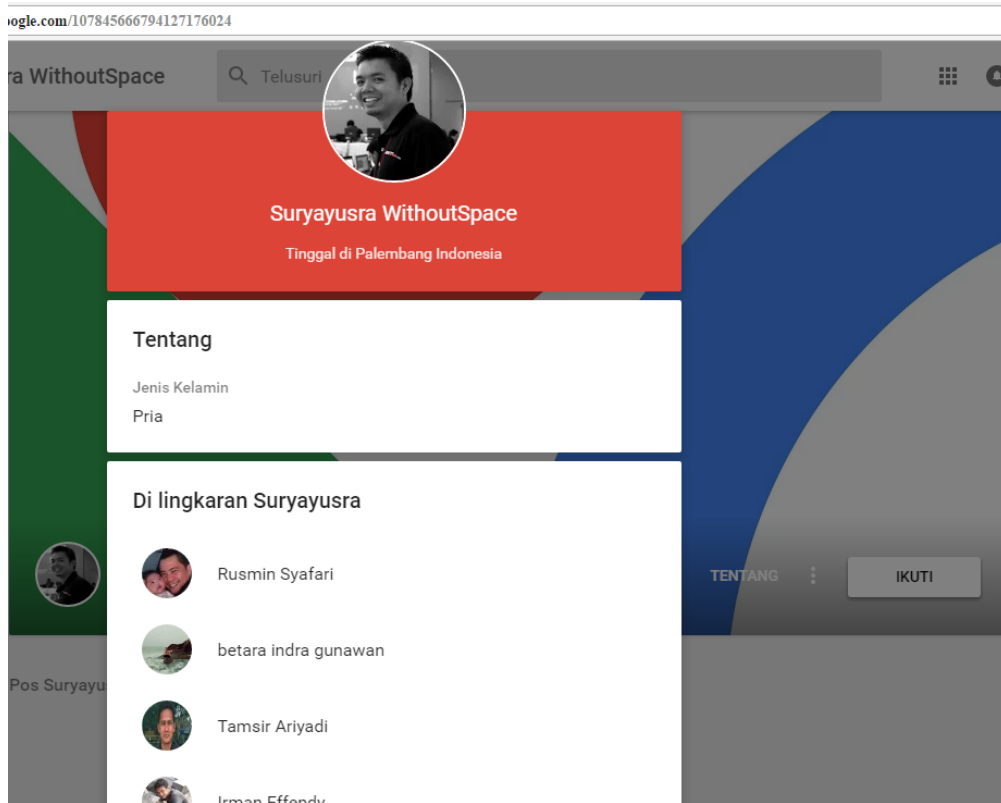 oogle.com/107845666794127176024
ra WithoutSpace
Telusuri
Suryayusra WithoutSpace
Tinggal di Palembang Indonesia
Tentang
Jenis Kelamin
Pria
Di lingkaran Suryayusra
Rusmin Syafari
TENTANG
IKUTI
betara indra gunawan
Pos Suryayu
Tamsir Ariyadi
Irman Effendy